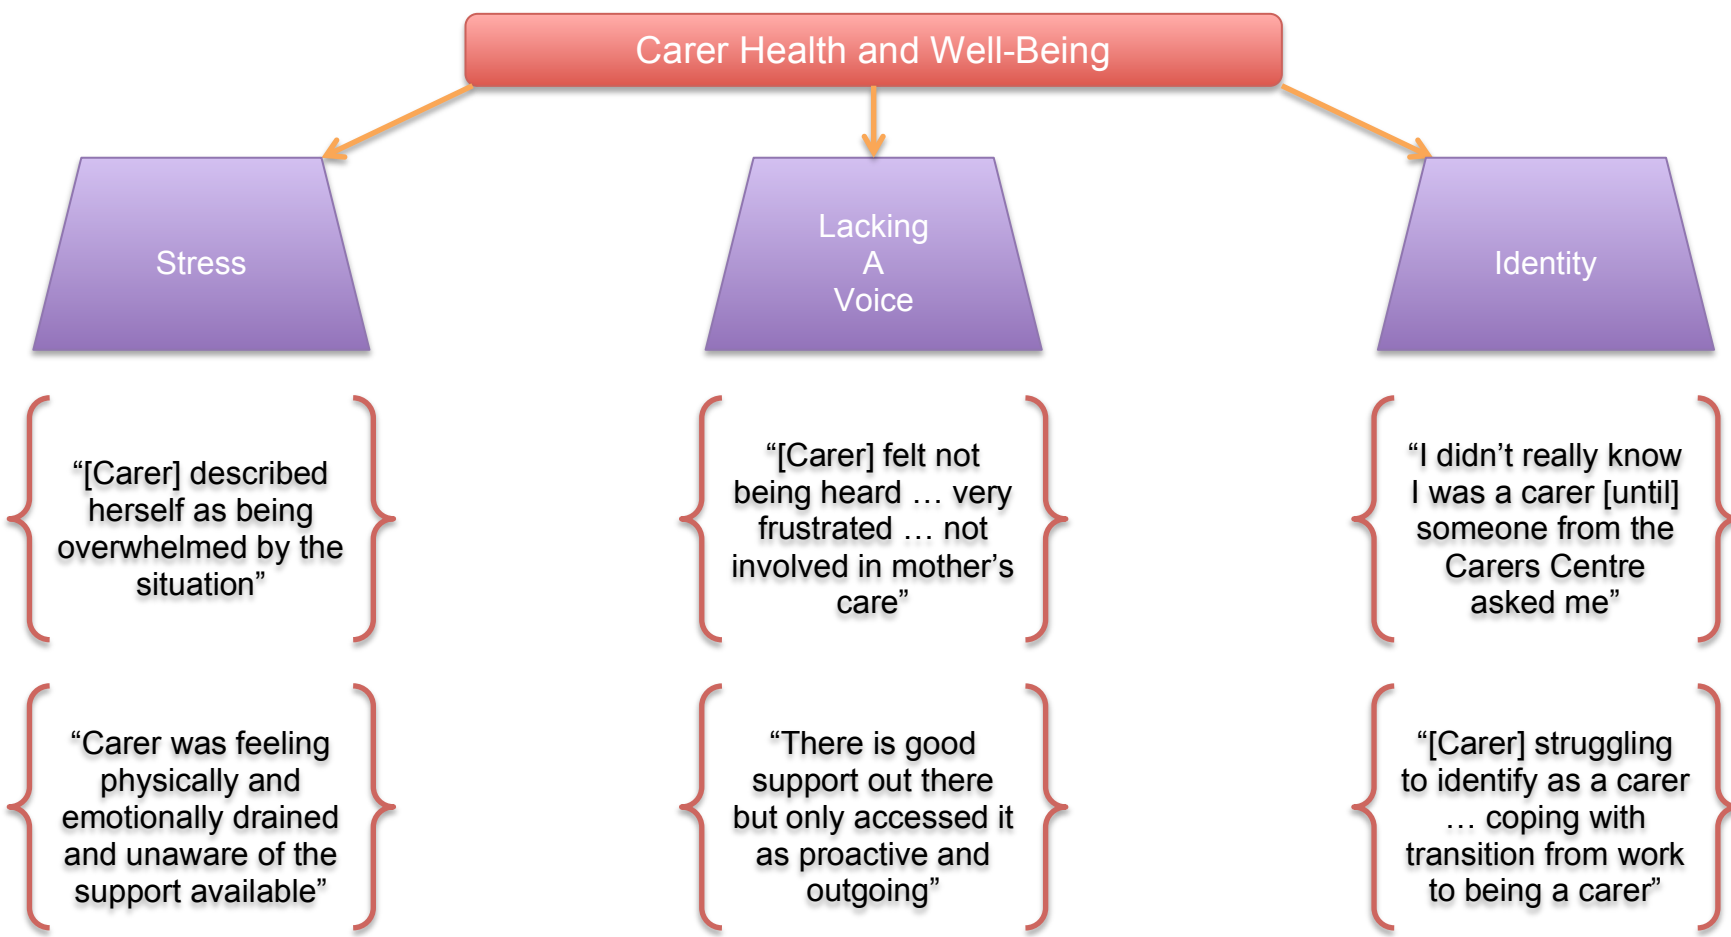 Carer Health and Well-Being
Stress
Lacking
A
Voice
Identity
“[Carer] described
herself as being
overwhelmed by the
situation”
“[Carer] felt not
being heard … very
frustrated … not
involved in mother’s
care”
“I didn’t really know
I was a carer [until]
someone from the
Carers Centre
asked me”
“Carer was feeling
physically and
emotionally drained
and unaware of the
support available”
“There is good
support out there
but only accessed it
as proactive and
outgoing”
“[Carer] struggling
to identify as a carer
… coping with
transition from work
to being a carer”